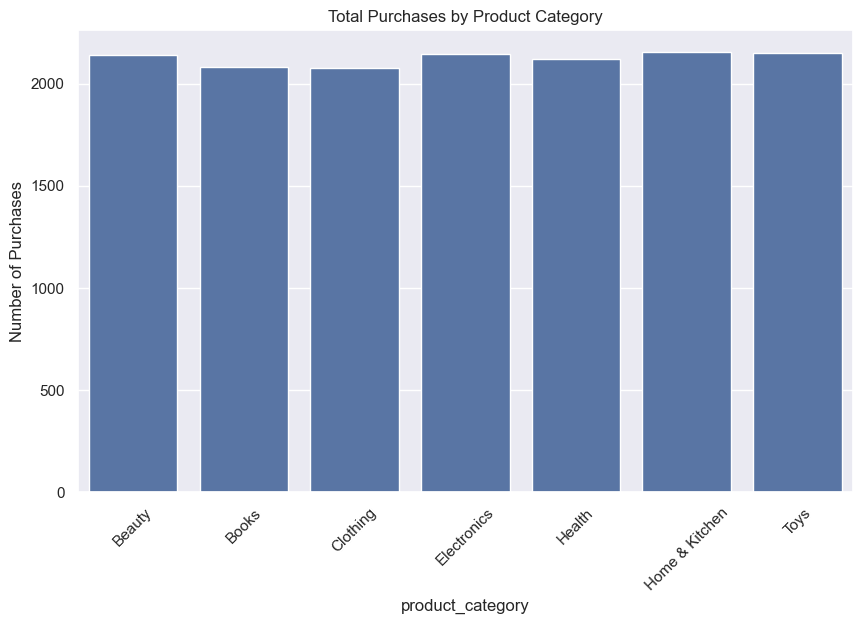 Total Purchases by Product Category
Number of Purchases
2000
1500
1000
500
0
Beauty
Books
Clothing
Electronics
Health
Home & Kitchen
Toys
product_category